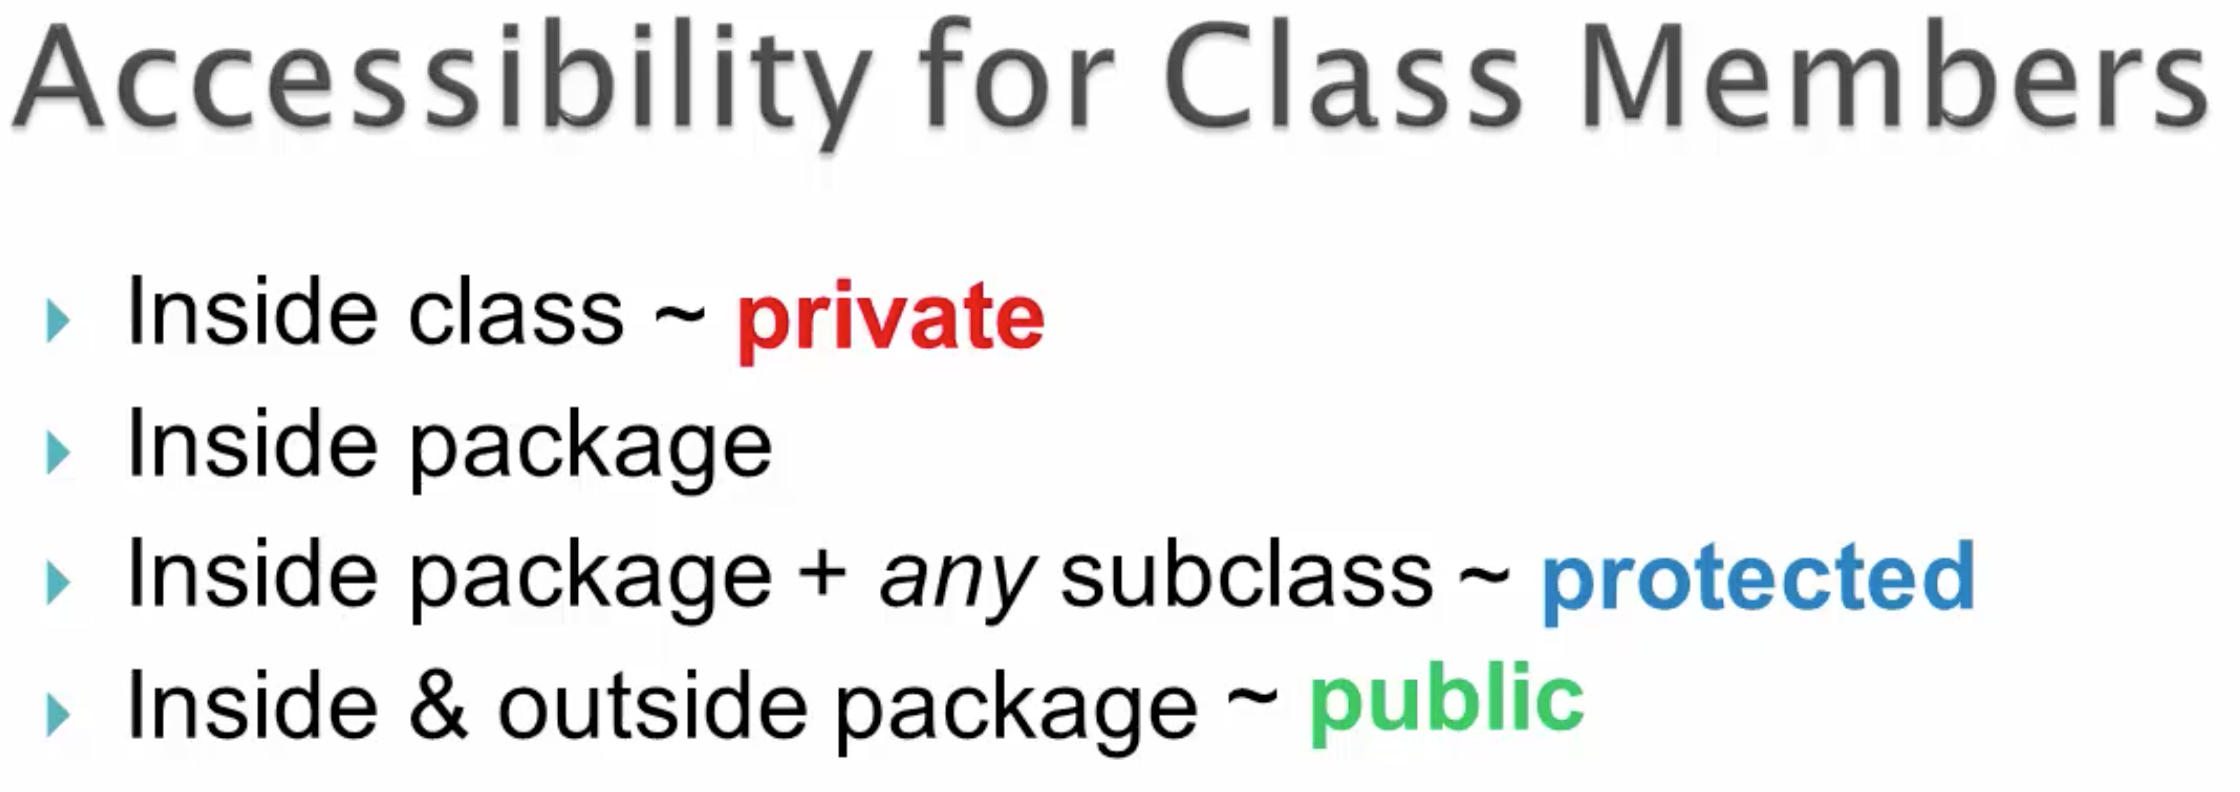 Accessibility for Class Members
Inside class ~ private
Inside package
Inside package + any subclass ~ protected
Inside & outside package ~ public